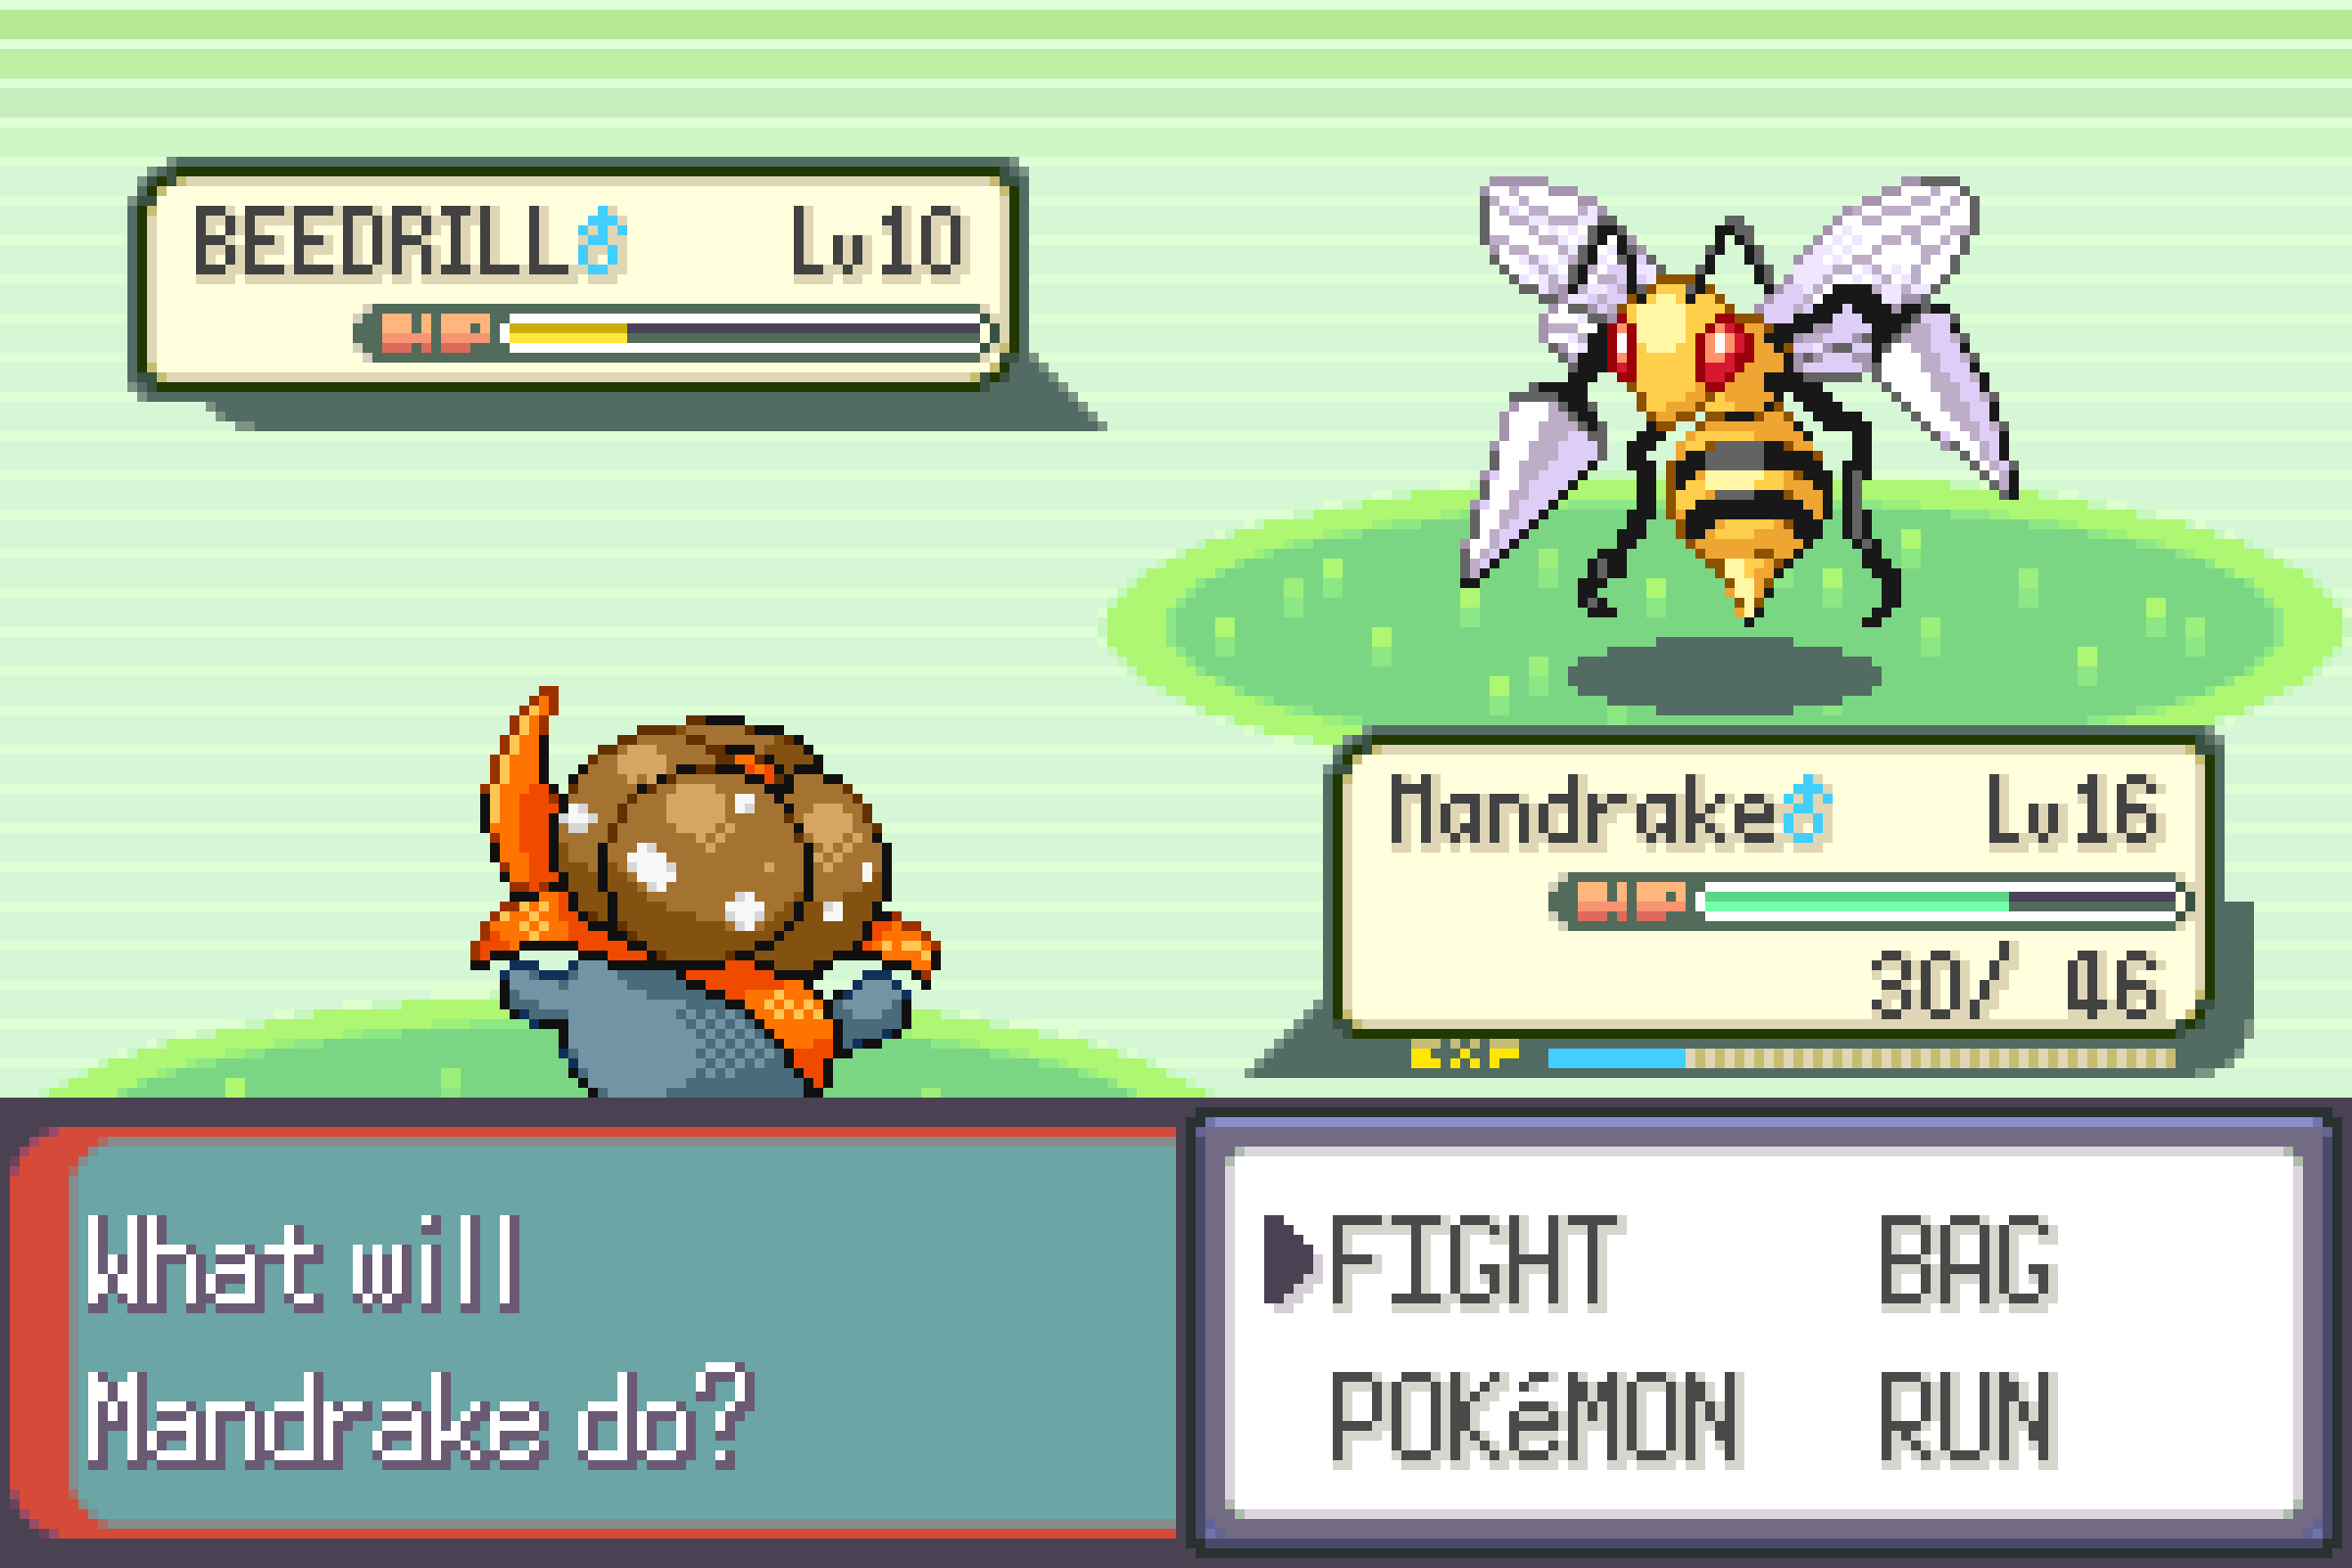 BEEDRILL♂ Lv10
HP
Mandrake♂ Lv16
HP
30/ 46
EXP
What will
Mandrake do?
FIGHT BAG
POKéMON RUN